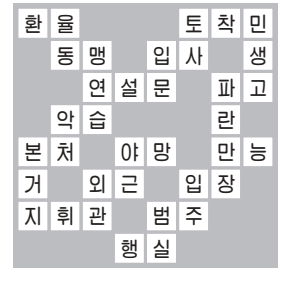 환 율 토 착 민
동 맹 입 사 생
연 설 문 파 고
악 습 란
본 처 야 망 만 능
거 외 근 입 장
지 휘 관 범 주
행 실